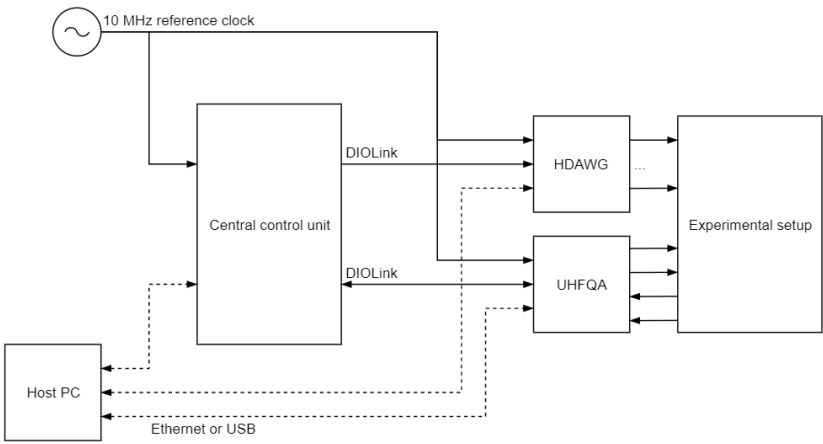 10 MHz reference clock
DIOLink
HDAWG
...
Central control unit
Experimental setup
DIOLink
UHFQA
Host PC
Ethernet or USB